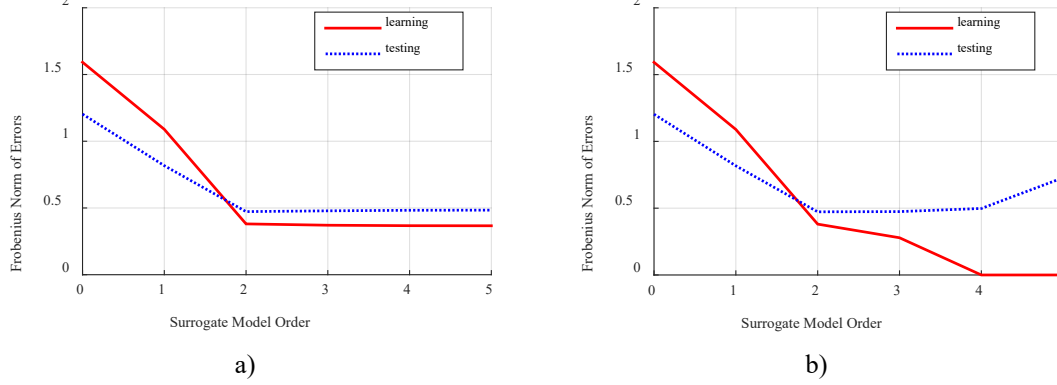 2
1.5
1
0.5
0
Frobenius Norm of Errors
learning
testing
0 1 2 3 4 5
Surrogate Model Order
a)
2
1.5
1
0.5
0
Frobenius Norm of Errors
learning
testing
0 1 2 3 4
Surrogate Model Order
b)